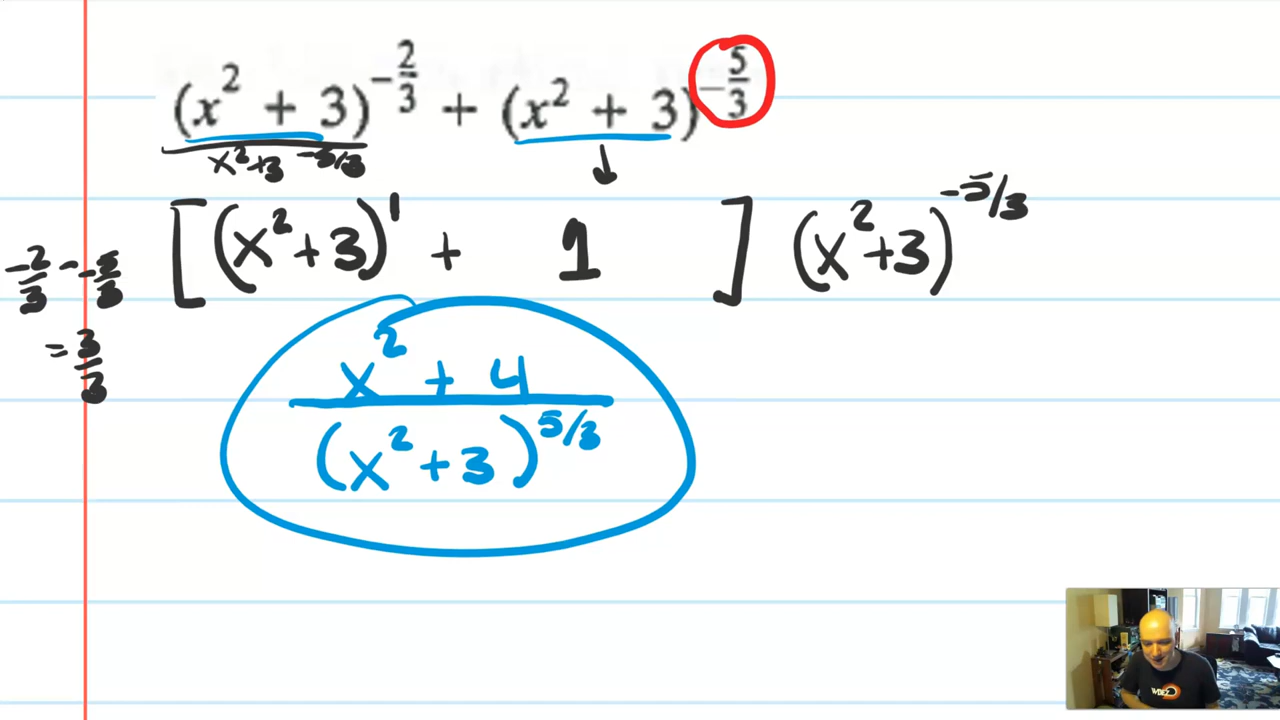 (x² + 3)^(-2/3) + (x² + 3)^(-5/3)
x²+3 ^(-5/3)
[(x²+3)^1 + 1] (x²+3)^(-5/3)
-2/3 - -5/3
= 3/3
x² + 4
(x²+3)^(5/3)
WBEZ